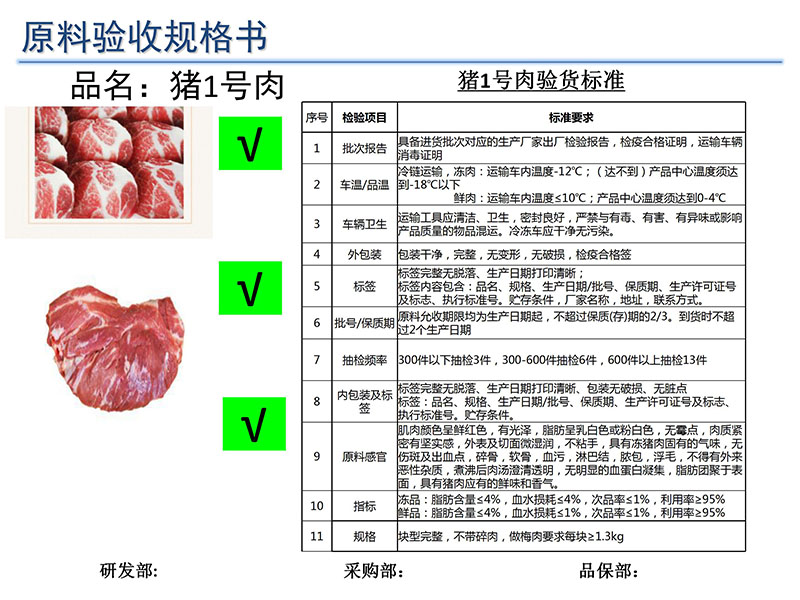 原料验收规格书
品名：猪1号肉
√
√
√
猪1号肉验货标准
序号 检验项目 标准要求
1 批次报告 具备进货批次对应的生产厂家出厂检验报告，检疫合格证明，运输车辆
消毒证明
2 车温/品温 冷链运输，冻肉：运输车内温度-12℃；（达不到）产品中心温度须达
到-18℃以下
鲜肉：运输车内温度≤10℃；产品中心温度须达到0-4℃
3 车辆卫生 运输工具应清洁、卫生，密封良好，严禁与有毒、有害、有异味或影响
产品质量的物品混运。冷冻车应干净无污染。
4 外包装 包装干净，完整，无变形，无破损，检疫合格签
5 标签 标签完整无脱落、生产日期打印清晰；
标签内容包含：品名、规格、生产日期/批号、保质期、生产许可证号
及标志、执行标准号。贮存条件，厂家名称，地址，联系方式。
6 批号/保质期 原料允收期限均为生产日期起，不超过保质(存)期的2/3。到货时不超
过2个生产日期
7 抽检频率 300件以下抽检3件，300-600件抽检6件，600件以上抽检13件
8 内包装及标
签 标签完整无脱落、生产日期打印清晰、包装无破损、无脏点
标签：品名、规格、生产日期/批号、保质期、生产许可证号及标志、
执行标准号。贮存条件。
9 原料感官 肌肉颜色呈鲜红色，有光泽，脂肪呈乳白色或粉白色，无霉点，肉质紧
密有坚实感，外表及切面微湿润，不粘手，具有冻猪肉固有的气味，无
伤斑及出血点，碎骨，软骨，血污，淋巴结，脓包，浮毛，不得有外来
恶性杂质，煮沸后肉汤澄清透明，无明显的血蛋白凝集，脂肪团聚于表
面，具有猪肉应有的鲜味和香气。
10 指标 冻品：脂肪含量≤4%，血水损耗≤4%，次品率≤1%，利用率≥95%
鲜品：脂肪含量≤4%，血水损耗≤1%，次品率≤1%，利用率≥95%
11 规格 块型完整，不带碎肉，做梅肉要求每块≥1.3kg
研发部: 采购部: 品保部: